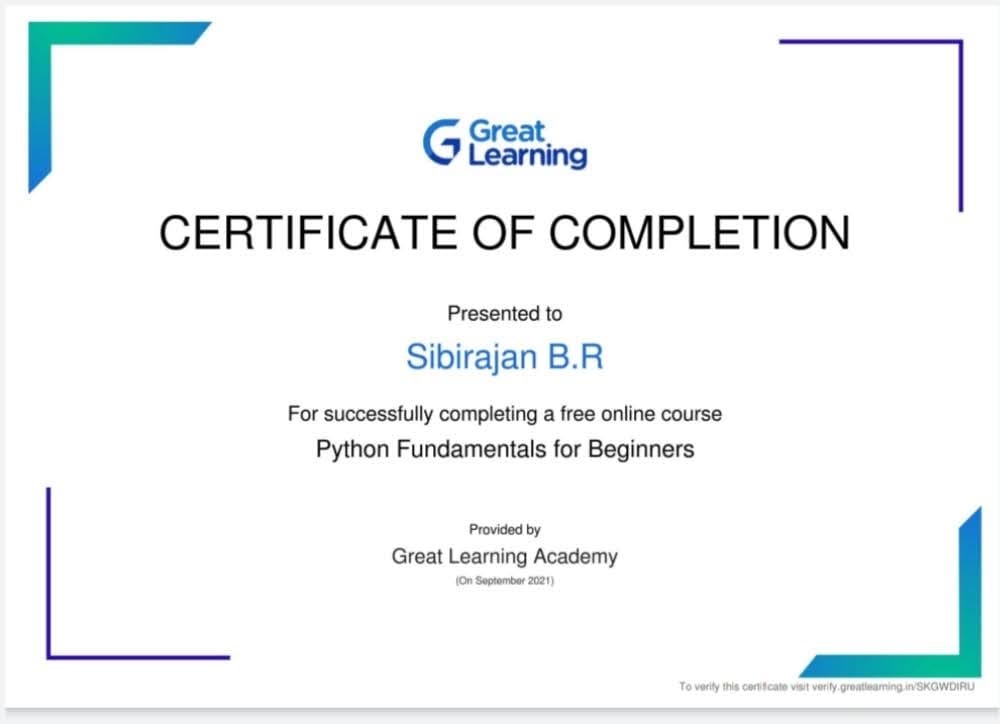 Great
Learning
CERTIFICATE OF COMPLETION
Presented to
Sibirajan B.R
For successfully completing a free online course
Python Fundamentals for Beginners
Provided by
Great Learning Academy
(On September 2021)
To verify this certificate visit verify.greatlearning.in/SKGWDIRU